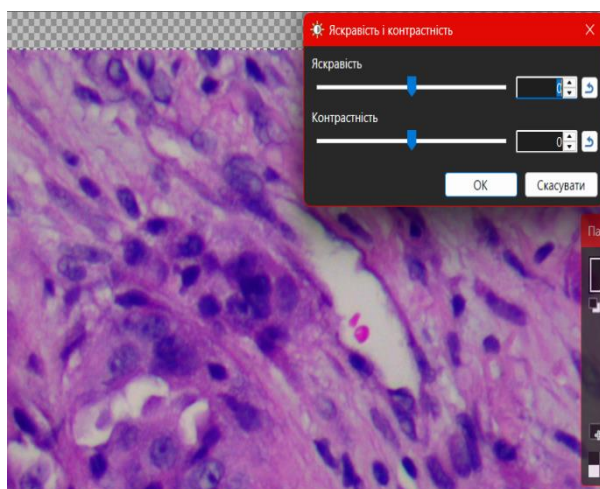 Яскравість і контрастність
Яскравість
0
Контрастність
0
ОК
Скасувати
Па